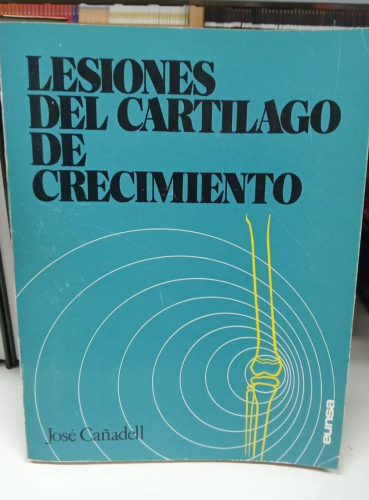 LESIONES
DEL CARTILAGO
DE
CRECIMIENTO
José Cañadell
eunsa